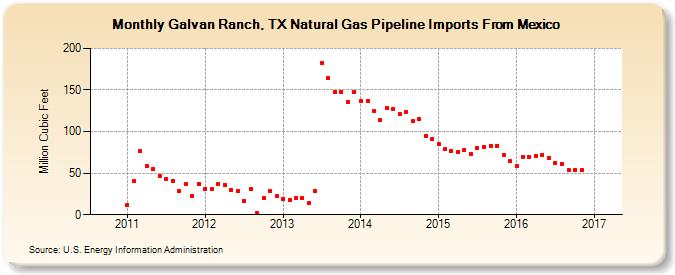 Monthly Galvan Ranch, TX Natural Gas Pipeline Imports From Mexico
Million Cubic Feet
200
150
100
50
0
2011 2012 2013 2014 2015 2016 2017
Source: U.S. Energy Information Administration